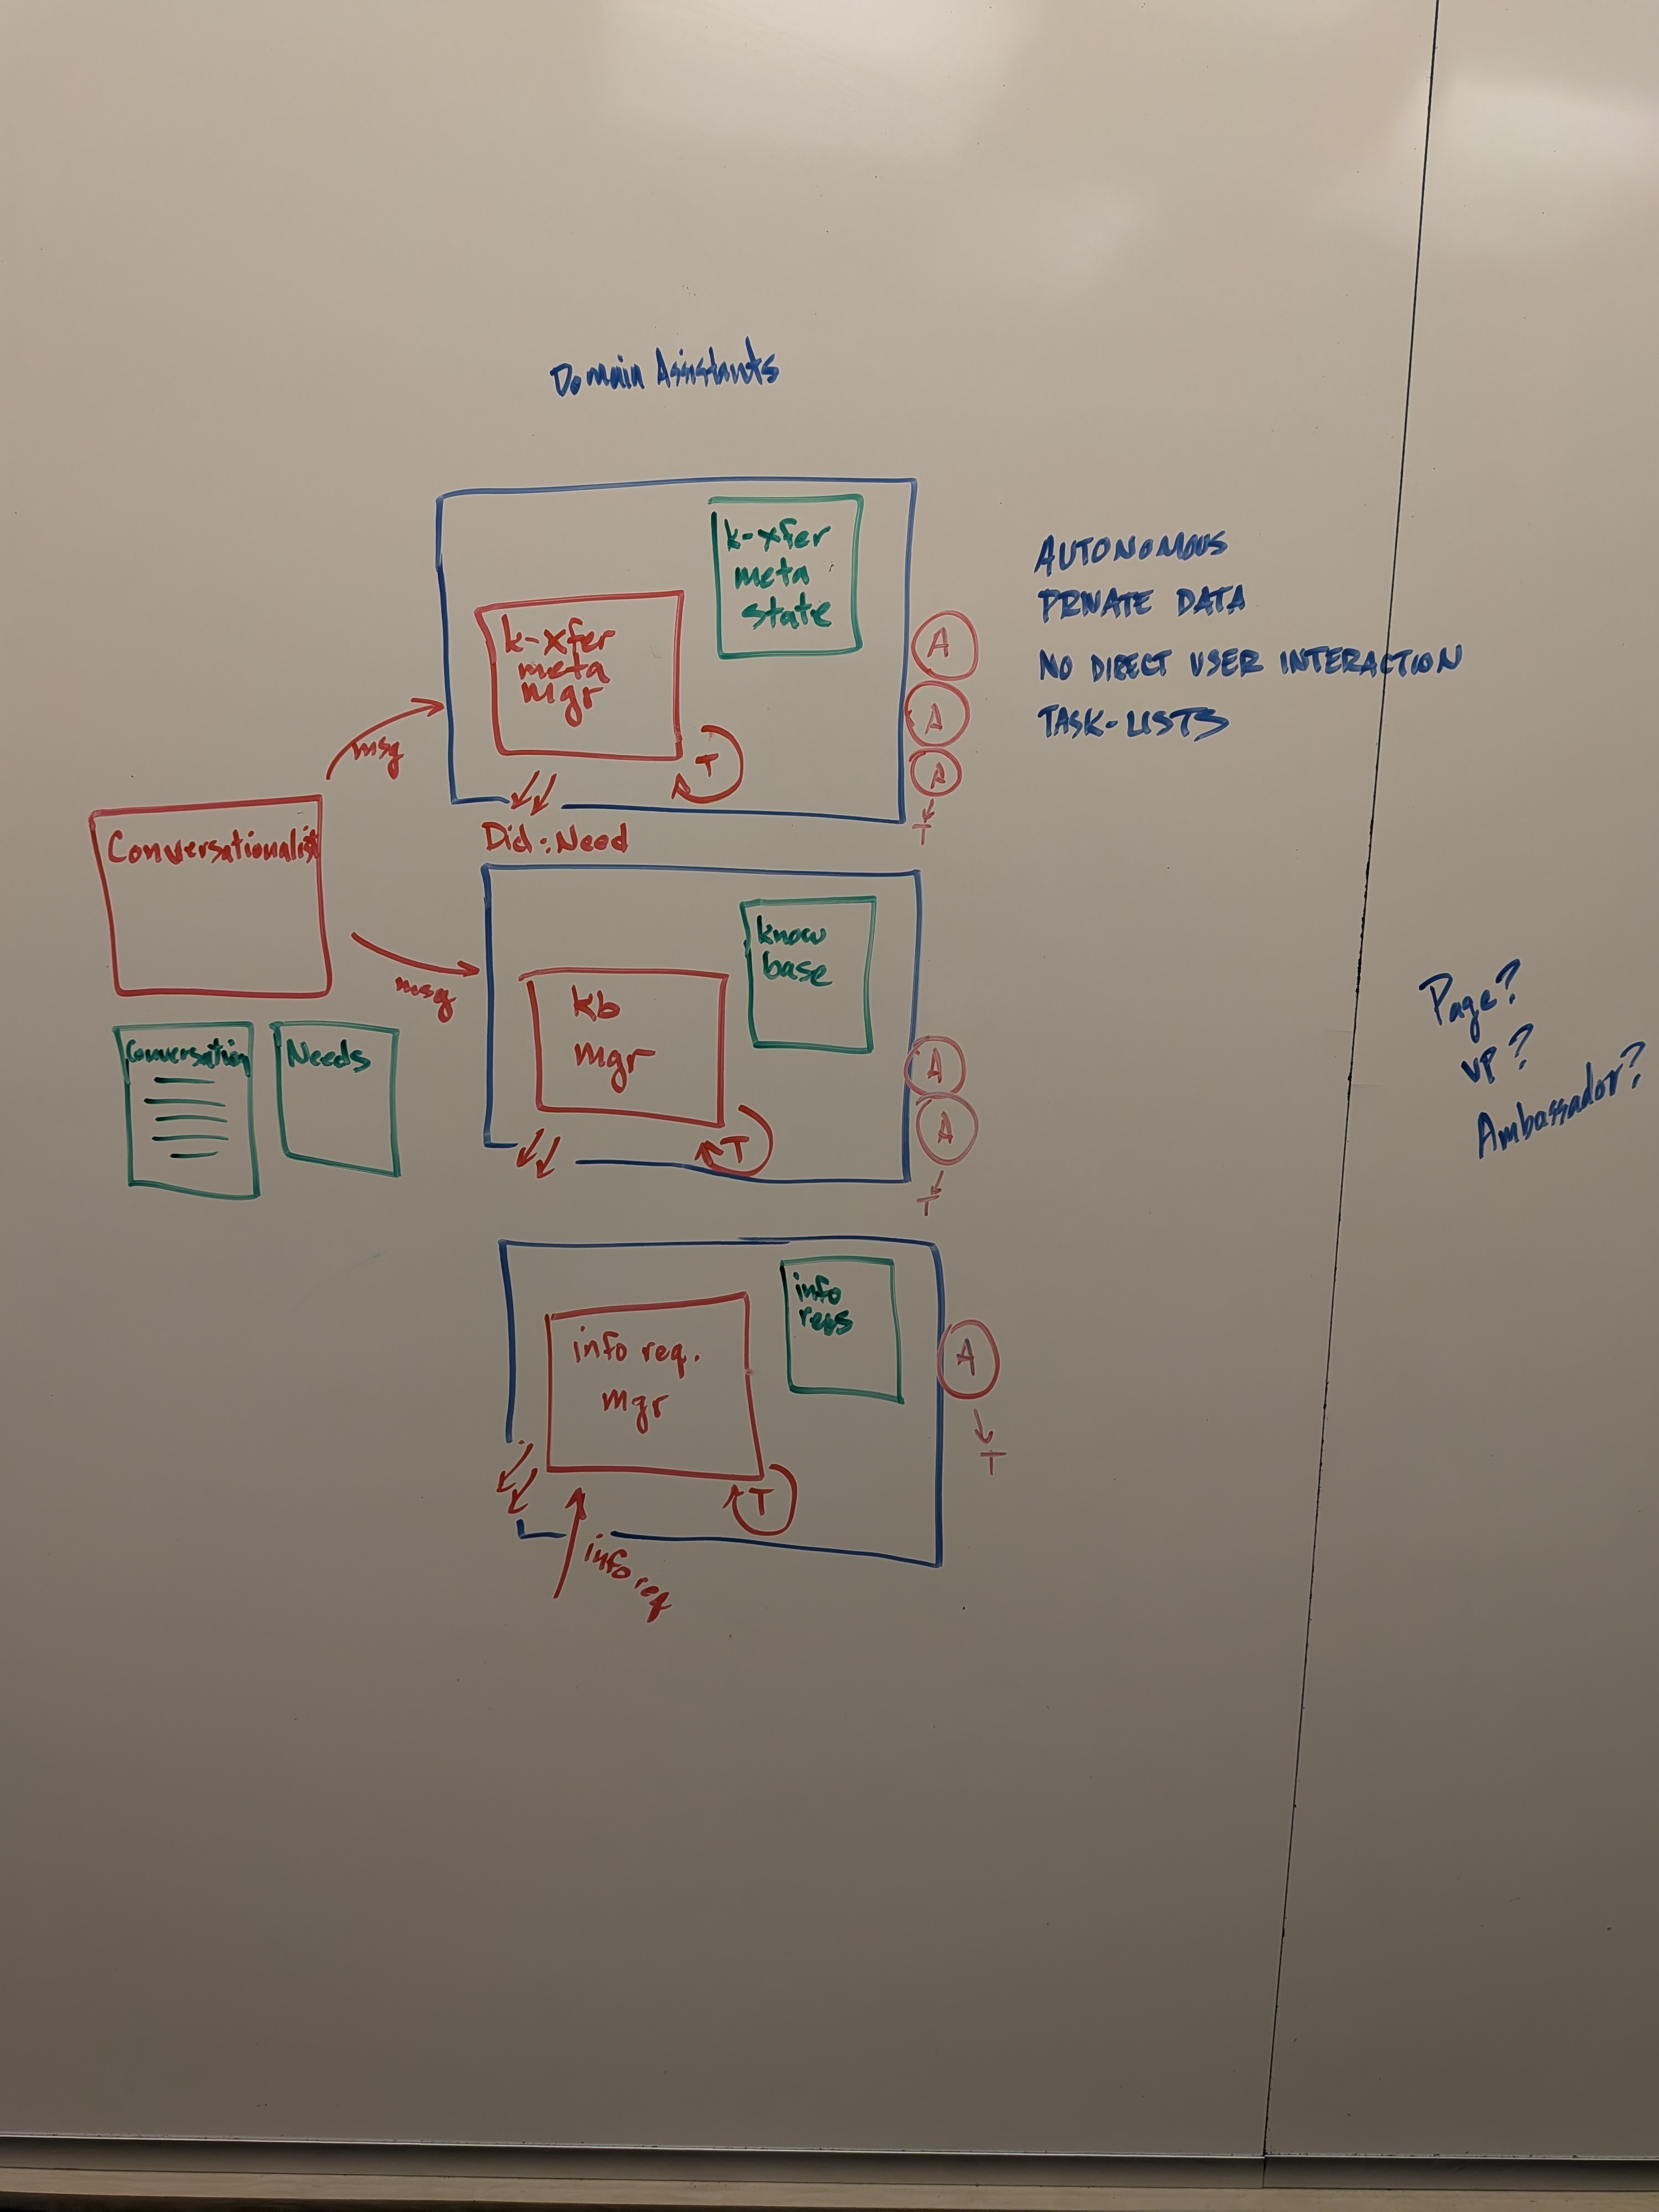 Domain Assistants
k-xfer
meta
state
k-xfer
meta
mgr
T
A
A
A
T
AUTONOMOUS
PRIVATE DATA
NO DIRECT USER INTERACTION
TASK-LISTS
msg
Did : Need
Conversationalist
msg
Conversation
Needs
know
base
kb
mgr
T
A
A
T
Page?
VP?
Ambassador?
info
reqs
info req.
mgr
T
A
T
info req